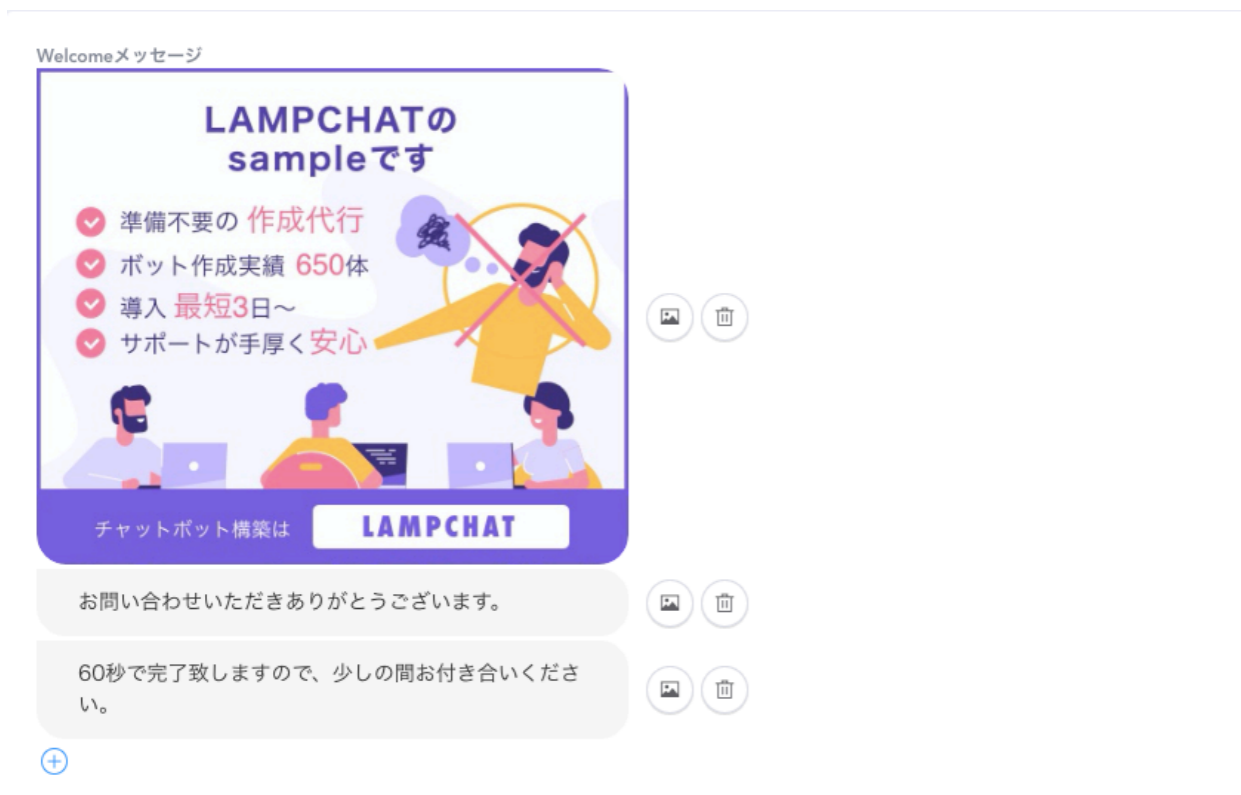 Welcomeメッセージ
LAMPCHATの
sampleです
準備不要の 作成代行
ボット作成実績 650体
導入 最短3日〜
サポートが手厚く安心
チャットボット構築は LAMPCHAT
お問い合わせいただきありがとうございます。
60秒で完了致しますので、少しの間お付き合いくださ
い。